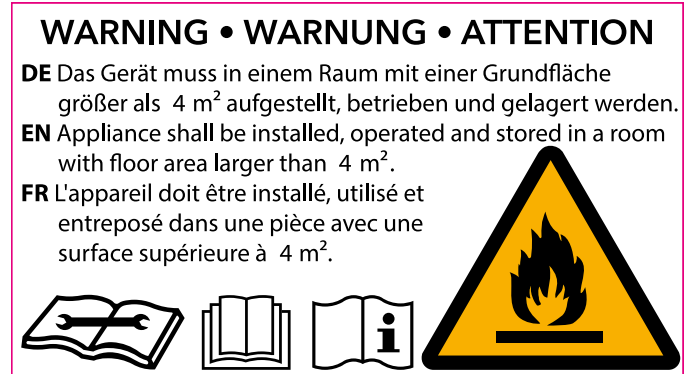 WARNING • WARNUNG • ATTENTION
DE Das Gerät muss in einem Raum mit einer Grundfläche
größer als 4 m² aufgestellt, betrieben und gelagert werden.
EN Appliance shall be installed, operated and stored in a room
with floor area larger than 4 m².
FR L'appareil doit être installé, utilisé et
entreposé dans une pièce avec une
surface supérieure à 4 m².